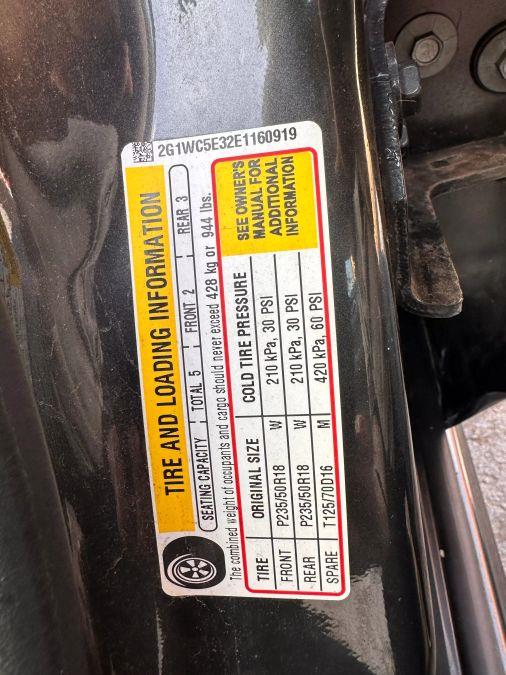 2G1WC5E32E1160919
TIRE AND LOADING INFORMATION
SEATING CAPACITY TOTAL 5 FRONT 2 REAR 3
The combined weight of occupants and cargo should never exceed 428 kg or 944 lbs.
TIRE ORIGINAL SIZE COLD TIRE PRESSURE
FRONT P235/50R18 W 210 kPa, 30 PSI
REAR P235/50R18 W 210 kPa, 30 PSI
SPARE T125/70D16 M 420 kPa, 60 PSI
SEE OWNER'S
MANUAL FOR
ADDITIONAL
INFORMATION